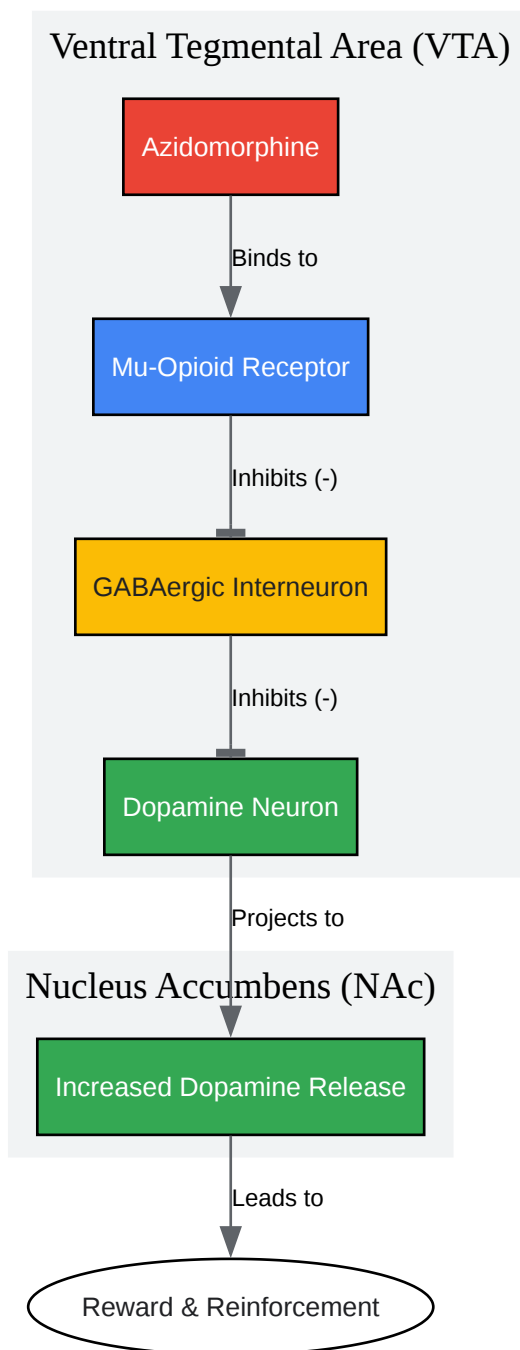 Ventral Tegmental Area (VTA)
Azidomorphine
Binds to
Mu-Opioid Receptor
Inhibits (-)
GABAergic Interneuron
Inhibits (-)
Dopamine Neuron
Projects to
Nucleus Accumbens (NAc)
Increased Dopamine Release
Leads to
Reward & Reinforcement